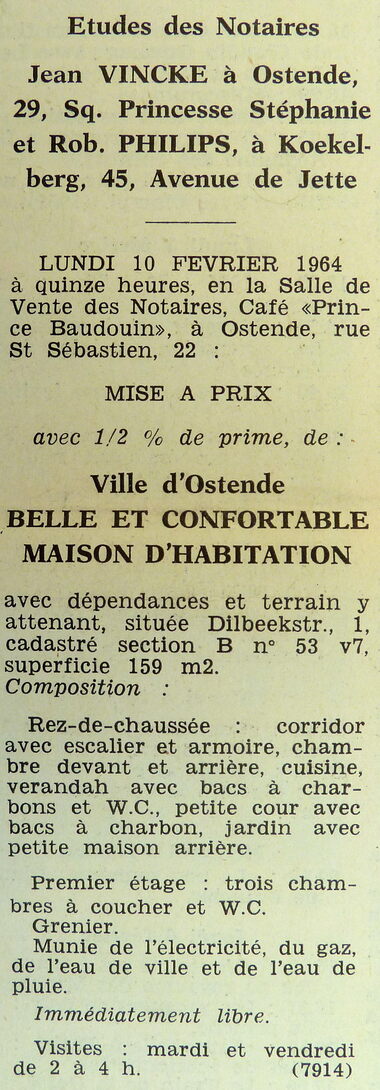 Etudes des Notaires
Jean VINCKE à Ostende,
29, Sq. Princesse Stéphanie
et Rob. PHILIPS, à Koekel-
berg, 45, Avenue de Jette
LUNDI 10 FEVRIER 1964
à quinze heures, en la Salle de
Vente des Notaires, Café «Prin-
ce Baudouin», à Ostende, rue
St Sébastien, 22 :
MISE A PRIX
avec 1/2 % de prime, de :
Ville d'Ostende
BELLE ET CONFORTABLE
MAISON D'HABITATION
avec dépendances et terrain y
attenant, située Dilbeekstr., 1,
cadastré section B n° 53 v7,
superficie 159 m2.
Composition :
Rez-de-chaussée : corridor
avec escalier et armoire, cham-
bre devant et arrière, cuisine,
verandah avec bacs à char-
bons et W.C., petite cour avec
bacs à charbon, jardin avec
petite maison arrière.
Premier étage : trois cham-
bres à coucher et W.C.
Grenier.
Munie de l'électricité, du gaz,
de l'eau de ville et de l'eau de
pluie.
Immédiatement libre.
Visites : mardi et vendredi
de 2 à 4 h. (7914)